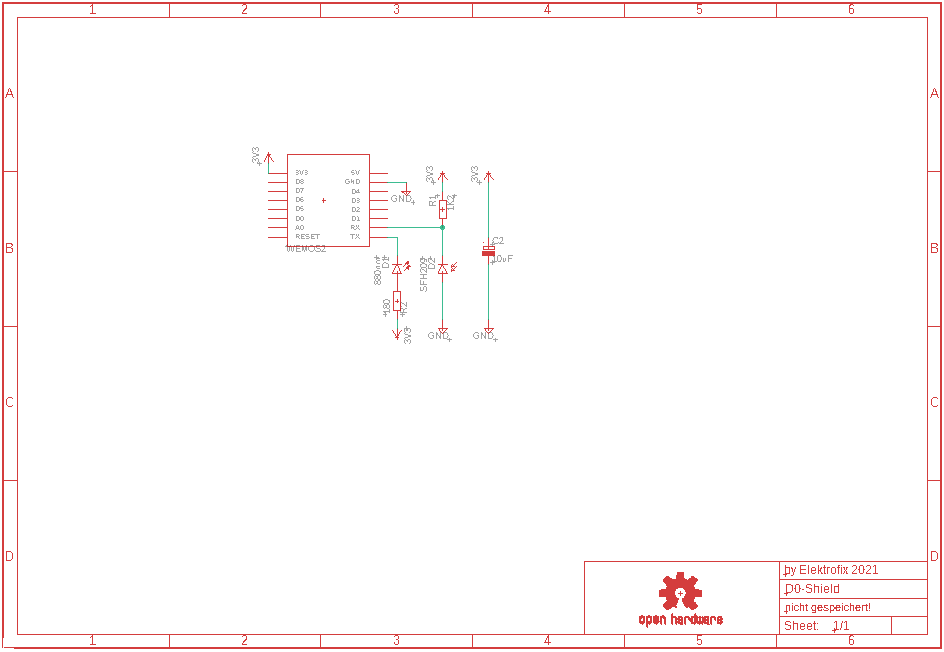 1 2 3 4 5 6
A A
B B
C C
D D
3V3
3V3 5V
D8 GND
D7 D4
D6 D3
D5 D2
D0 D1
A0 RX
RESET TX
WEMOS2
GND
3V3
R1
1K2
3V3
C2
10uF
880nm
D1
SFH209
D2
180
R2
3V3
GND
GND
by Elektrofix 2021
D0-Shield
nicht gespeichert!
Sheet: 1/1
open hardware
1 2 3 4 5 6